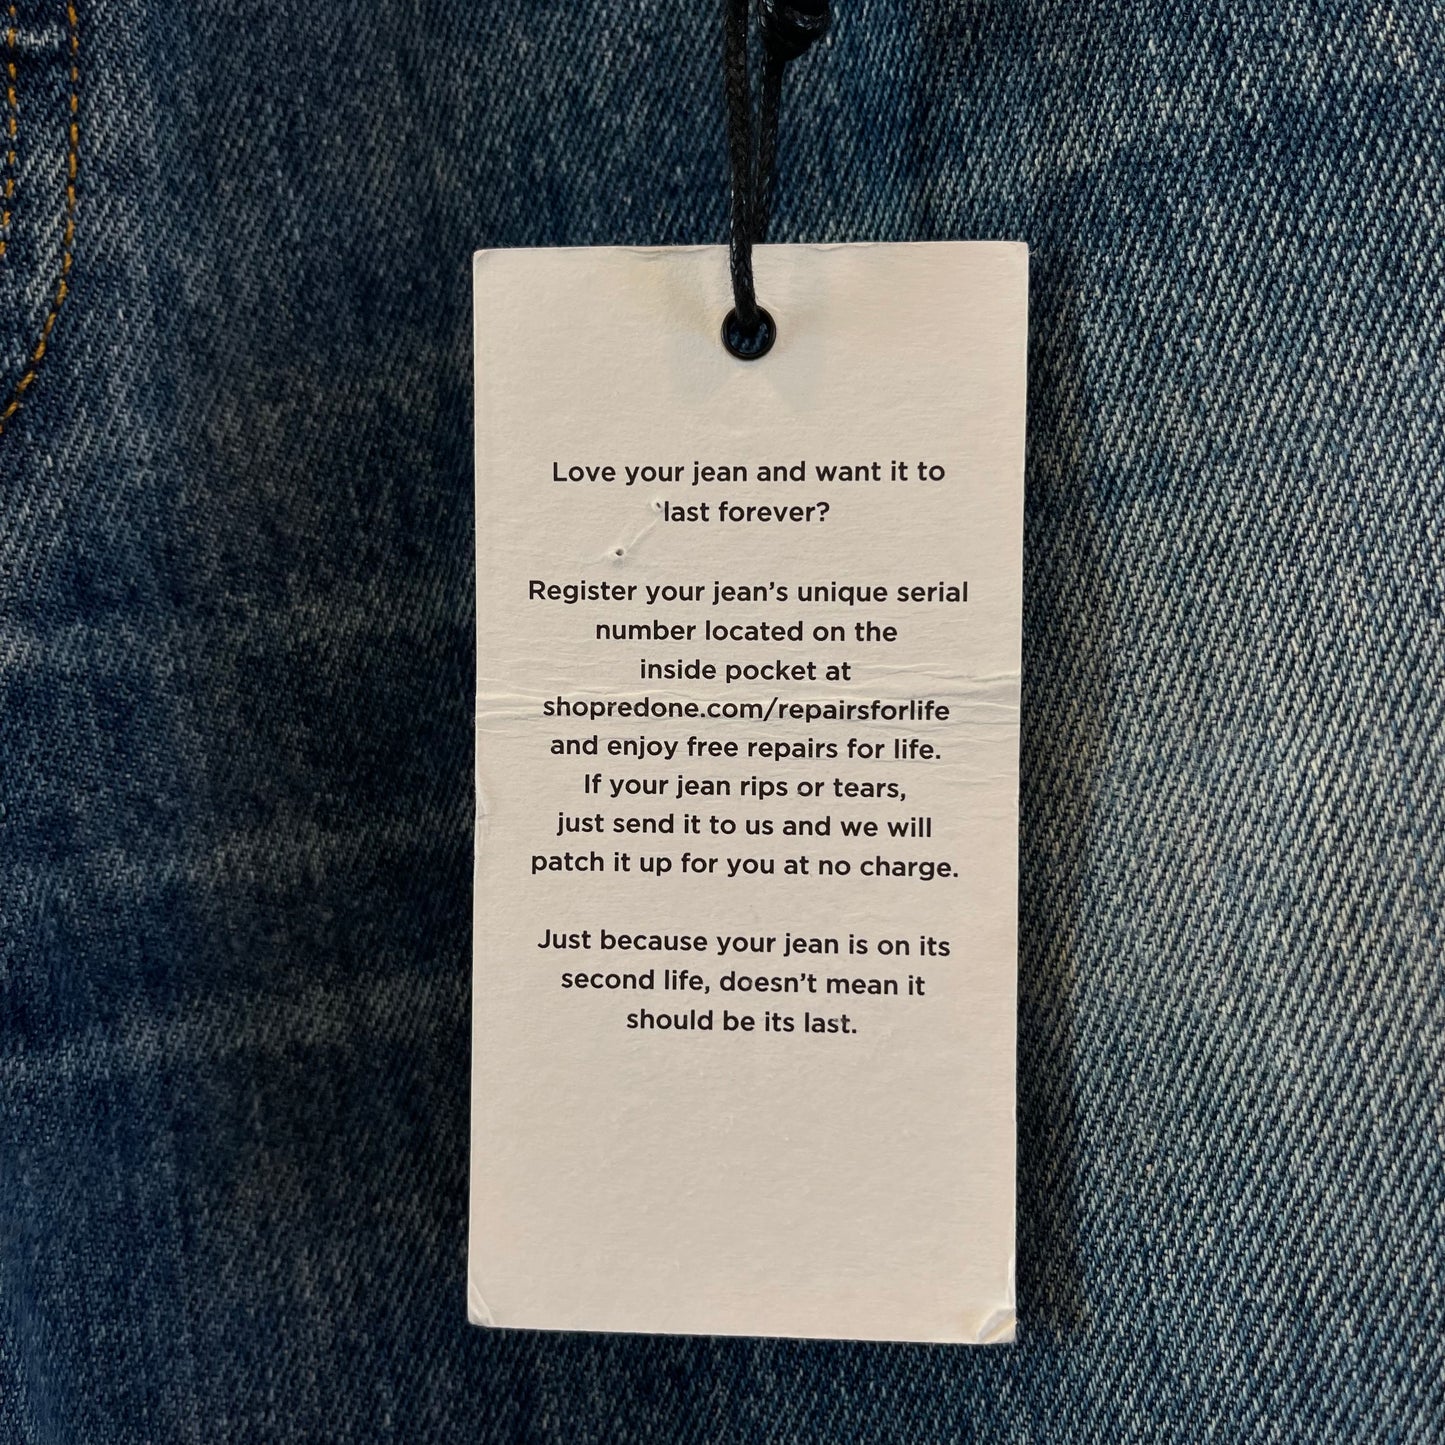 Love your jean and want it to
last forever?
Register your jean’s unique serial
number located on the
inside pocket at
shopredone.com/repairsforlife
and enjoy free repairs for life.
If your jean rips or tears,
just send it to us and we will
patch it up for you at no charge.
Just because your jean is on its
second life, doesn’t mean it
should be its last.